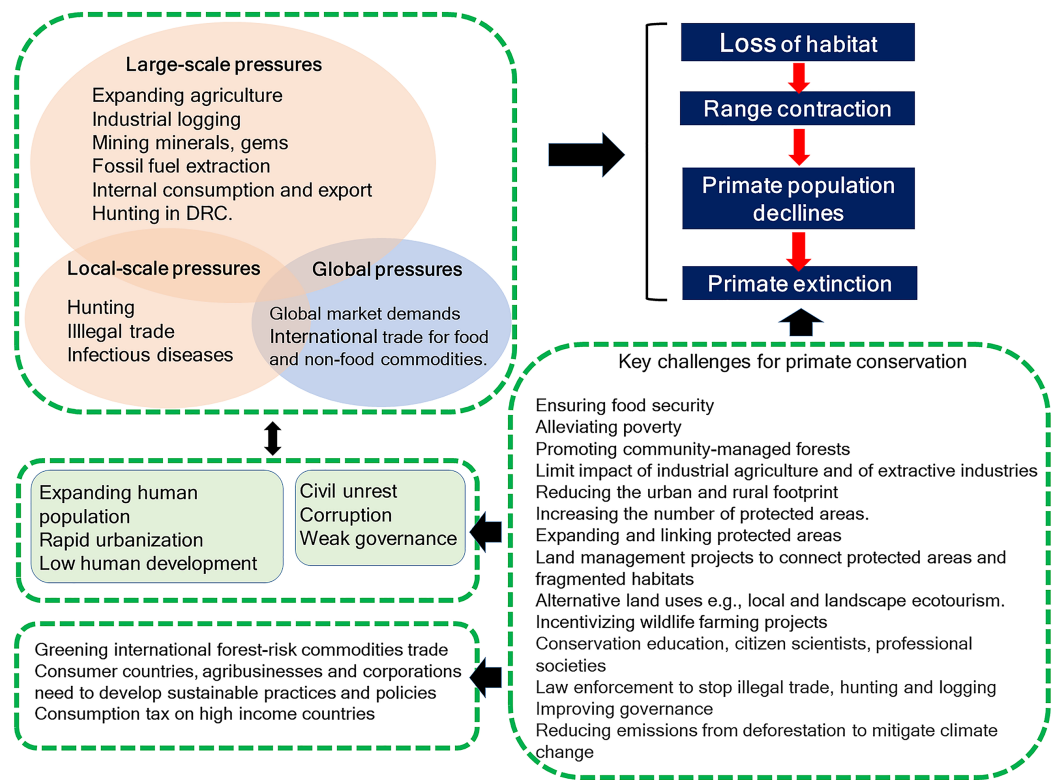 Large-scale pressures
Expanding agriculture
Industrial logging
Mining minerals, gems
Fossil fuel extraction
Internal consumption and export
Hunting in DRC.
Local-scale pressures
Hunting
Illlegal trade
Infectious diseases
Global pressures
Global market demands
International trade for food
and non-food commodities.
Loss of habitat
Range contraction
Primate population
decllines
Primate extinction
Expanding human
population
Rapid urbanization
Low human development
Civil unrest
Corruption
Weak governance
Greening international forest-risk commodities trade
Consumer countries, agribusinesses and corporations
need to develop sustainable practices and policies
Consumption tax on high income countries
Key challenges for primate conservation
Ensuring food security
Alleviating poverty
Promoting community-managed forests
Limit impact of industrial agriculture and of extractive industries
Reducing the urban and rural footprint
Increasing the number of protected areas.
Expanding and linking protected areas
Land management projects to connect protected areas and
fragmented habitats
Alternative land uses e.g., local and landscape ecotourism.
Incentivizing wildlife farming projects
Conservation education, citizen scientists, professional
societies
Law enforcement to stop illegal trade, hunting and logging
Improving governance
Reducing emissions from deforestation to mitigate climate
change